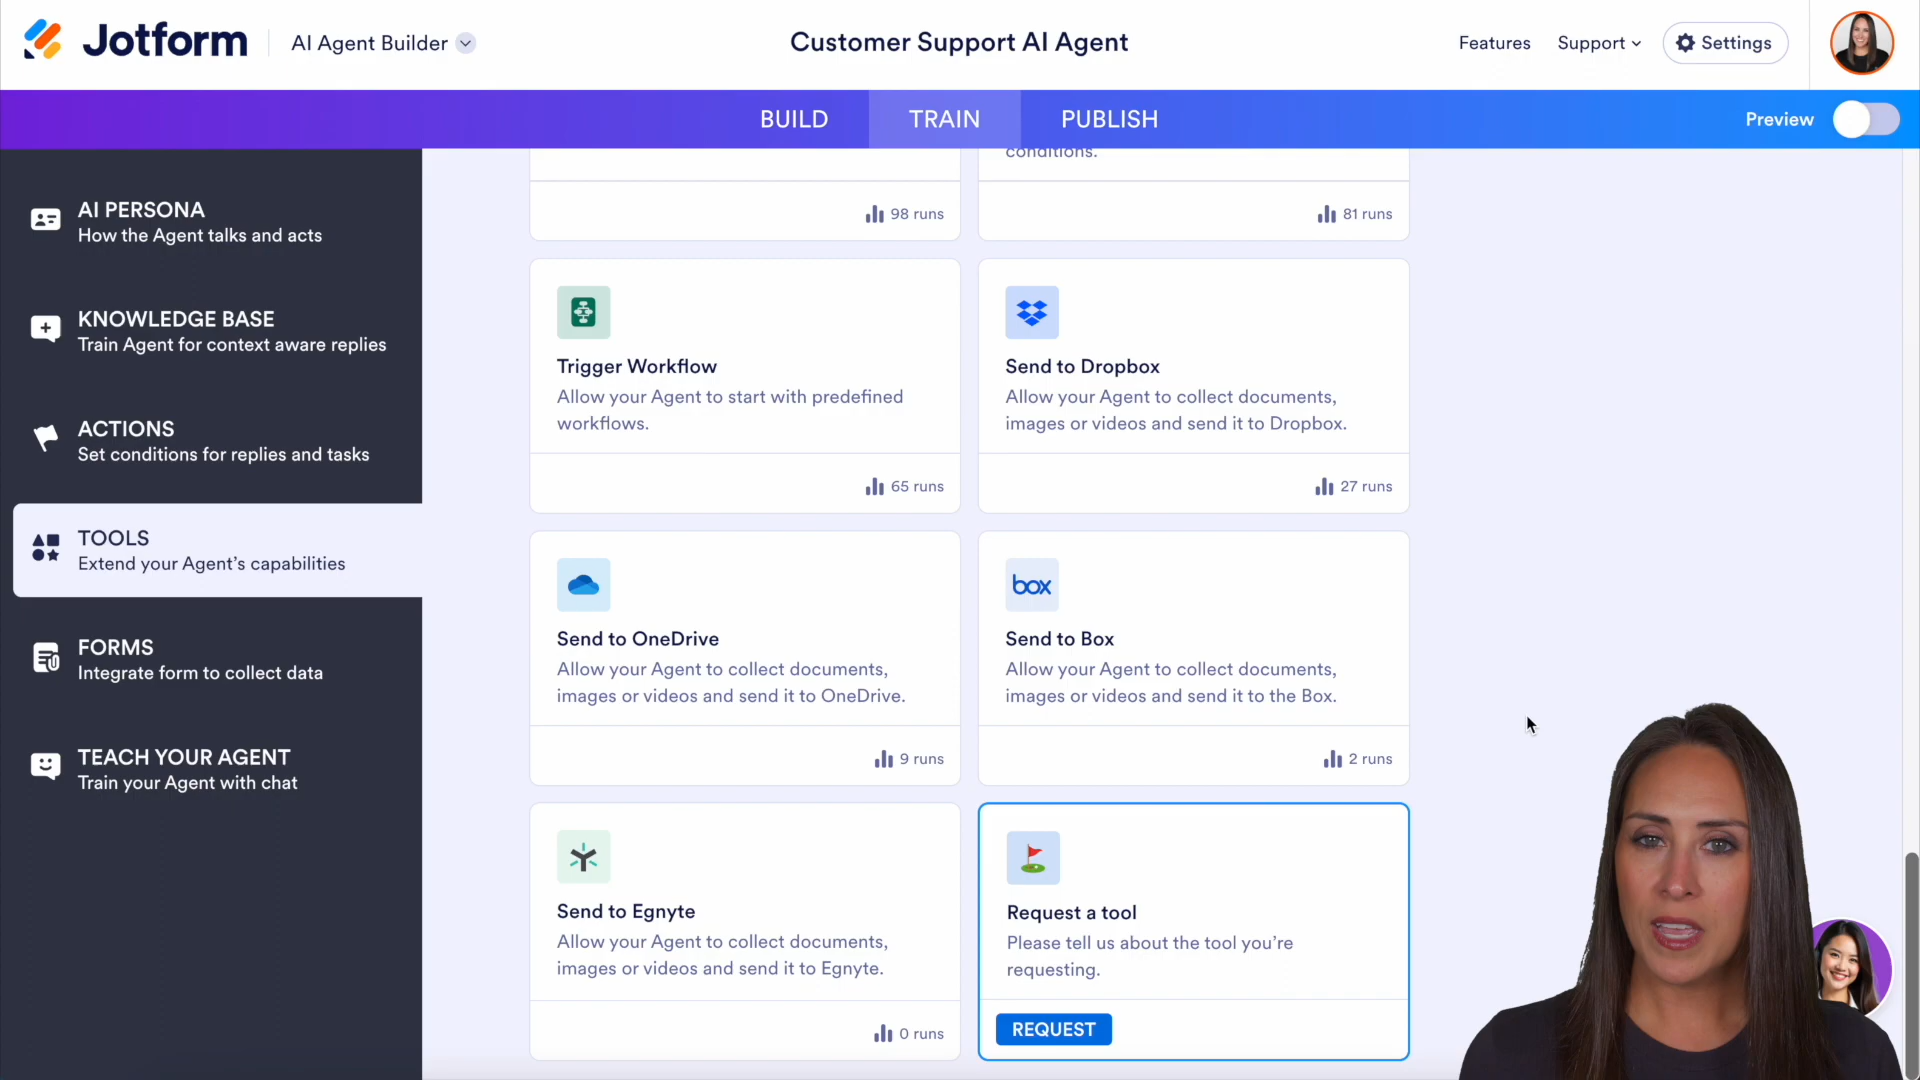 Jotform
AI Agent Builder
Customer Support AI Agent
Features
Support
Settings
BUILD
TRAIN
PUBLISH
Preview
AI PERSONA
How the Agent talks and acts
KNOWLEDGE BASE
Train Agent for context aware replies
ACTIONS
Set conditions for replies and tasks
TOOLS
Extend your Agent’s capabilities
FORMS
Integrate form to collect data
TEACH YOUR AGENT
Train your Agent with chat
conditions.
98 runs
81 runs
Trigger Workflow
Allow your Agent to start with predefined
workflows.
65 runs
Send to Dropbox
Allow your Agent to collect documents,
images or videos and send it to Dropbox.
27 runs
Send to OneDrive
Allow your Agent to collect documents,
images or videos and send it to OneDrive.
9 runs
box
Send to Box
Allow your Agent to collect documents,
images or videos and send it to the Box.
2 runs
Send to Egnyte
Allow your Agent to collect documents,
images or videos and send it to Egnyte.
0 runs
Request a tool
Please tell us about the tool you’re
requesting.
REQUEST